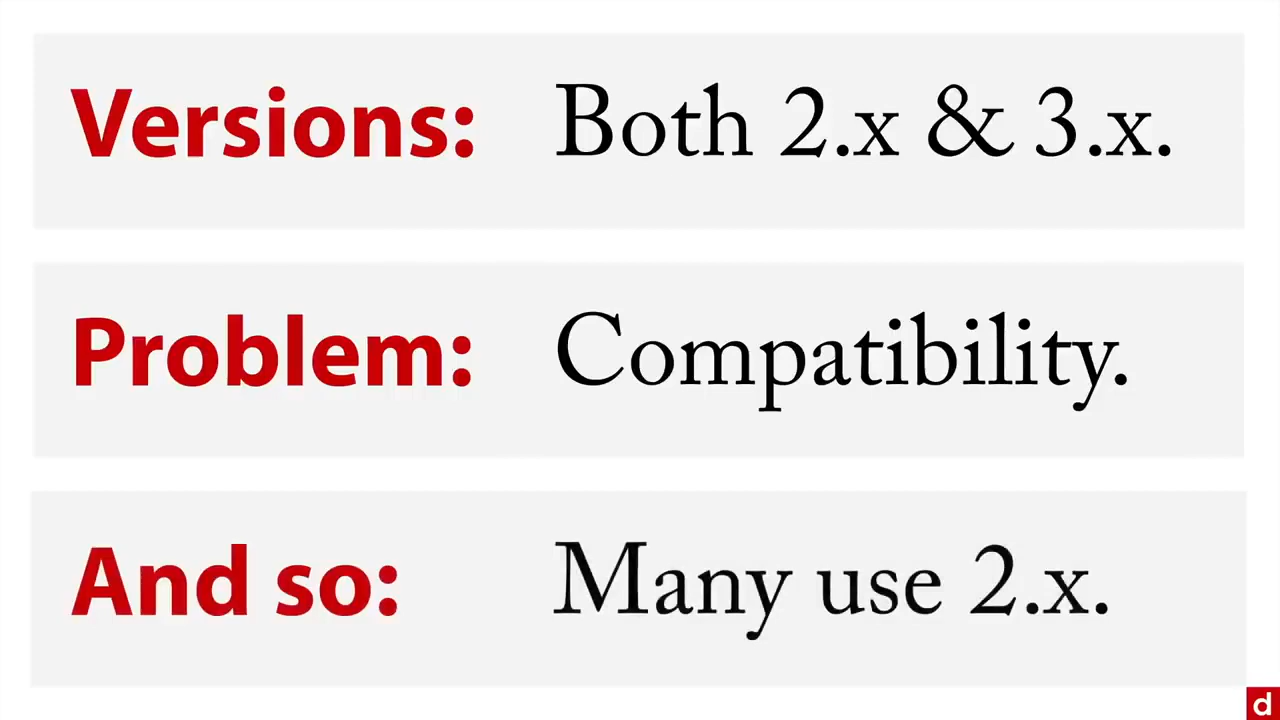 Versions: Both 2.x & 3.x.
Problem: Compatibility.
And so: Many use 2.x.
d